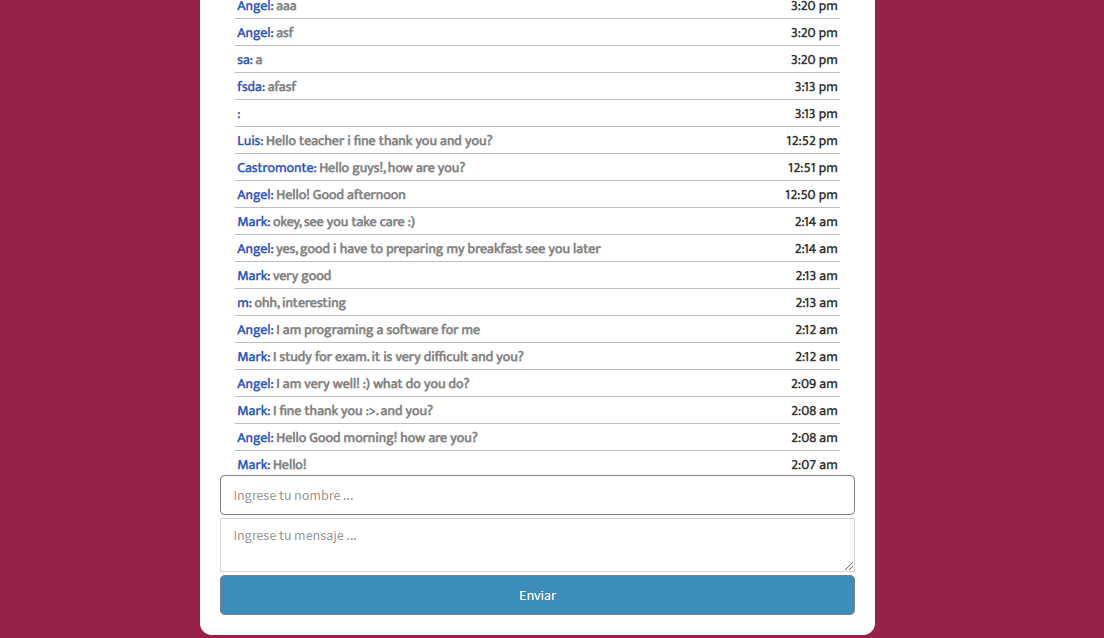 Angel: aaa 3:20 pm
Angel: asf 3:20 pm
sa: a 3:20 pm
fsda: afasf 3:13 pm
: 3:13 pm
Luis: Hello teacher i fine thank you and you? 12:52 pm
Castromonte: Hello guys!, how are you? 12:51 pm
Angel: Hello! Good afternoon 12:50 pm
Mark: okey, see you take care :) 2:14 am
Angel: yes, good i have to preparing my breakfast see you later 2:14 am
Mark: very good 2:13 am
m: ohh, interesting 2:13 am
Angel: I am programing a software for me 2:12 am
Mark: I study for exam. it is very difficult and you? 2:12 am
Angel: I am very well! :) what do you do? 2:09 am
Mark: I fine thank you :>. and you? 2:08 am
Angel: Hello Good morning! how are you? 2:08 am
Mark: Hello! 2:07 am
Ingrese tu nombre ...
Ingrese tu mensaje ...
Enviar